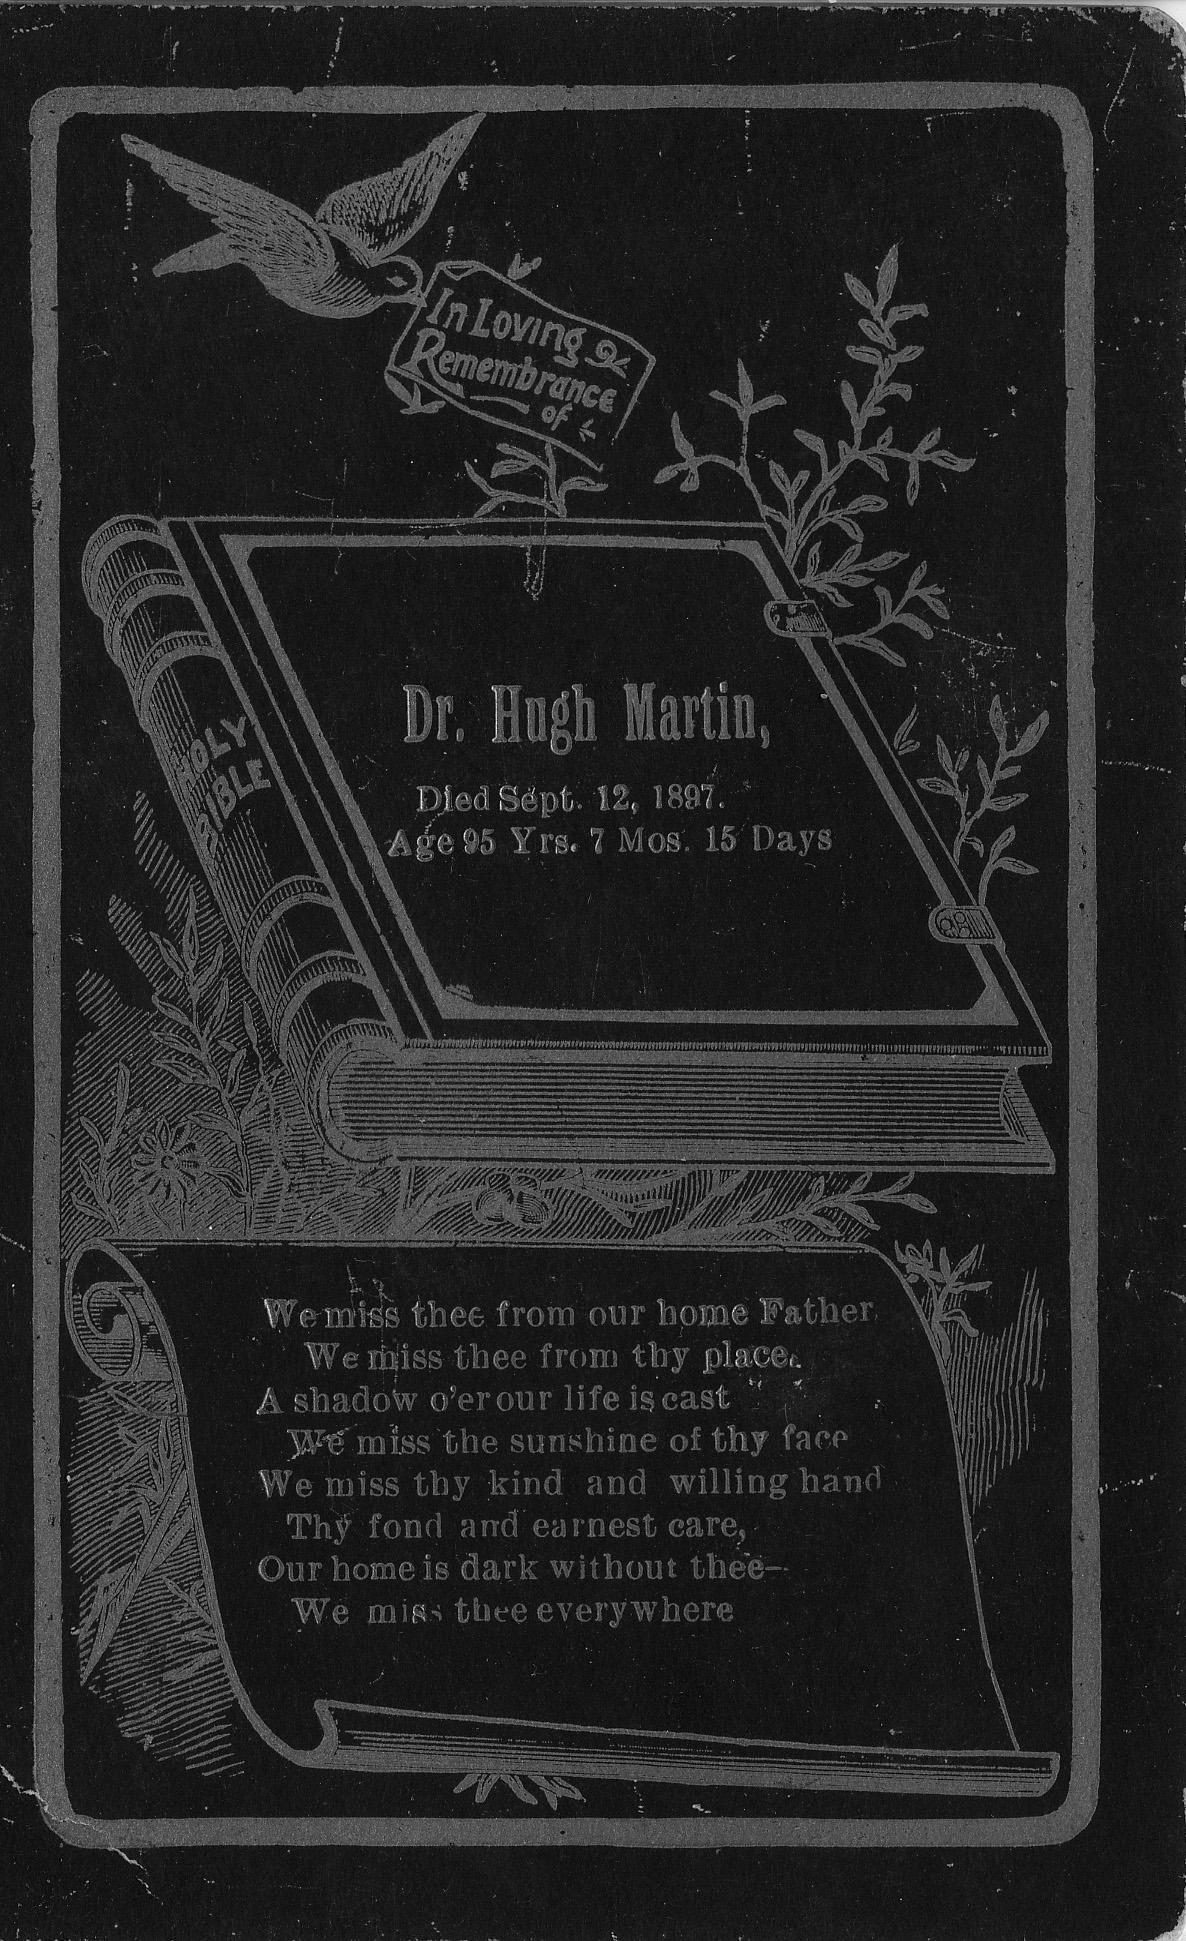 In Loving
Remembrance
of
HOLY
BIBLE
Dr. Hugh Martin,
Died Sept. 12, 1897.
Age 95 Yrs. 7 Mos. 15 Days
We miss thee from our home Father
We miss thee from thy place.
A shadow o'er our life is cast
We miss the sunshine of thy face
We miss thy kind and willing hand
Thy fond and earnest care,
Our home is dark without thee—
We miss thee everywhere